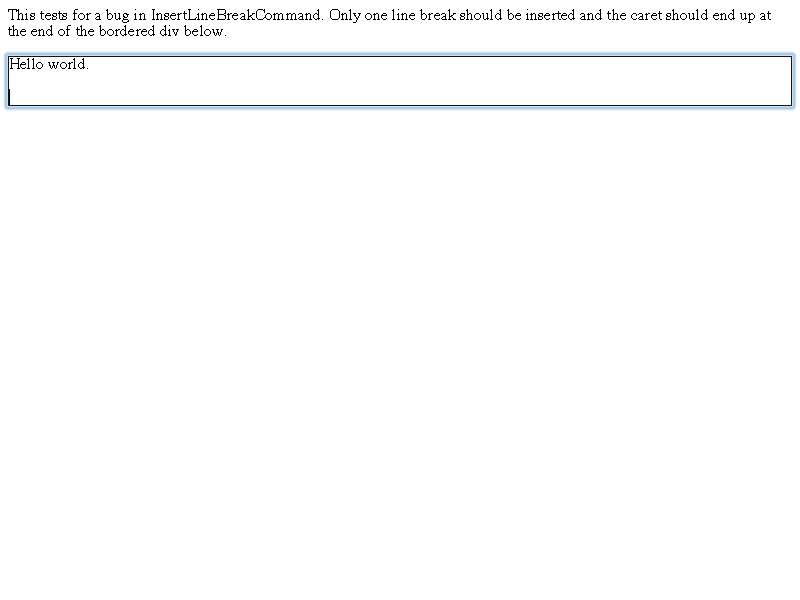 This tests for a bug in InsertLineBreakCommand. Only one line break should be inserted and the caret should end up at
the end of the bordered div below.
Hello world.